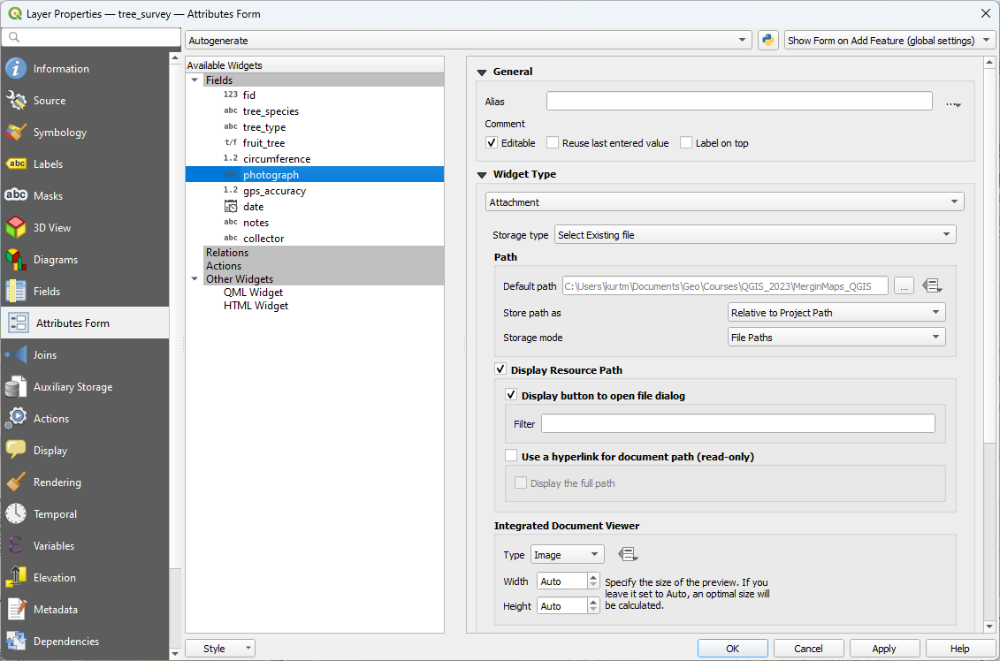 Layer Properties — tree_survey — Attributes Form
Autogenerate
Show Form on Add Feature (global settings)
Information
Source
Symbology
abc Labels
abc Masks
3D View
Diagrams
Fields
Attributes Form
Joins
Auxiliary Storage
Actions
Display
Rendering
Temporal
Variables
Elevation
Metadata
Dependencies
Available Widgets
Fields
123 fid
abc tree_species
abc tree_type
t/f fruit_tree
1.2 circumference
abc photograph
1.2 gps_accuracy
date
abc notes
abc collector
Relations
Actions
Other Widgets
QML Widget
HTML Widget
General
Alias
...
Comment
Editable Reuse last entered value Label on top
Widget Type
Attachment
Storage type Select Existing file
Path
Default path C:\Users\kurtm\Documents\Geo\Courses\QGIS_2023\MerginMaps_QGIS ...
Store path as Relative to Project Path
Storage mode File Paths
Display Resource Path
Display button to open file dialog
Filter
Use a hyperlink for document path (read-only)
Display the full path
Integrated Document Viewer
Type Image
Width Auto
Height Auto
Specify the size of the preview. If you
leave it set to Auto, an optimal size will
be calculated.
Style OK Cancel Apply Help